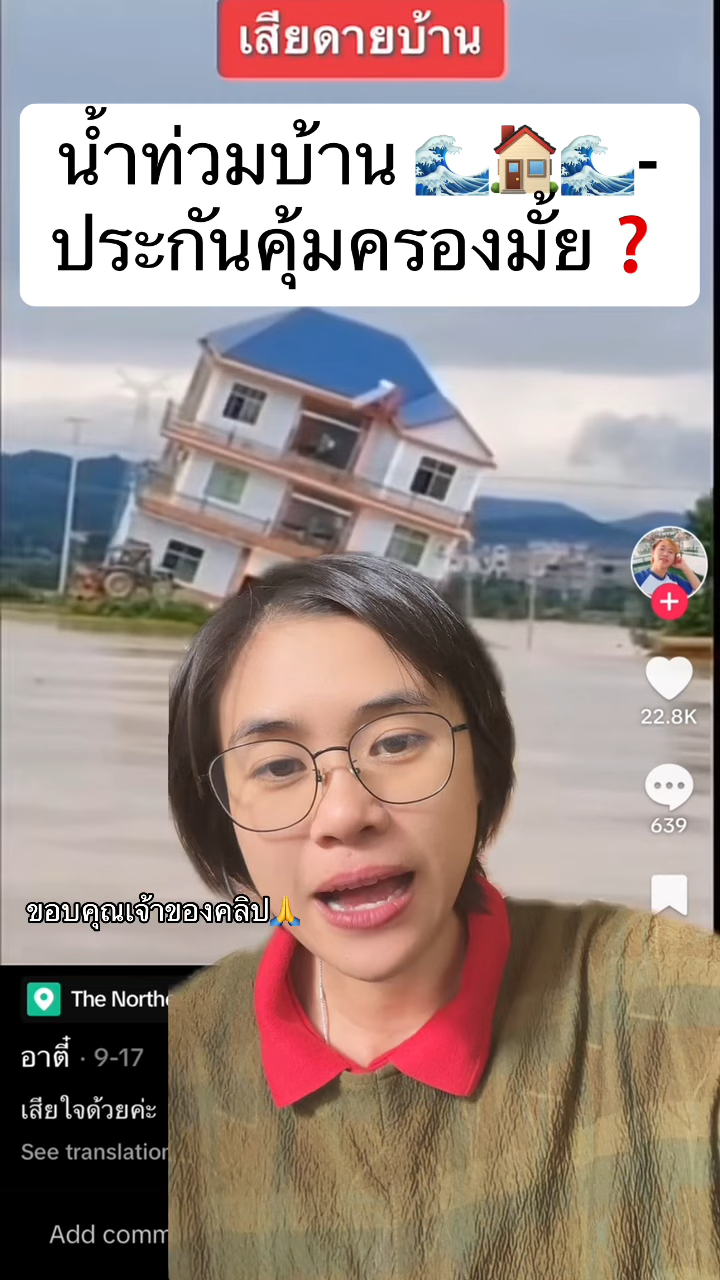 เสียดายบ้าน
น้ำท่วมบ้าน 🌊🏠🌊-
ประกันคุ้มครองมั้ย❓
22.8K
639
ขอบคุณเจ้าของคลิป🙏
The Northe
อาตี๋ · 9-17
เสียใจด้วยค่ะ
See translation
Add comm